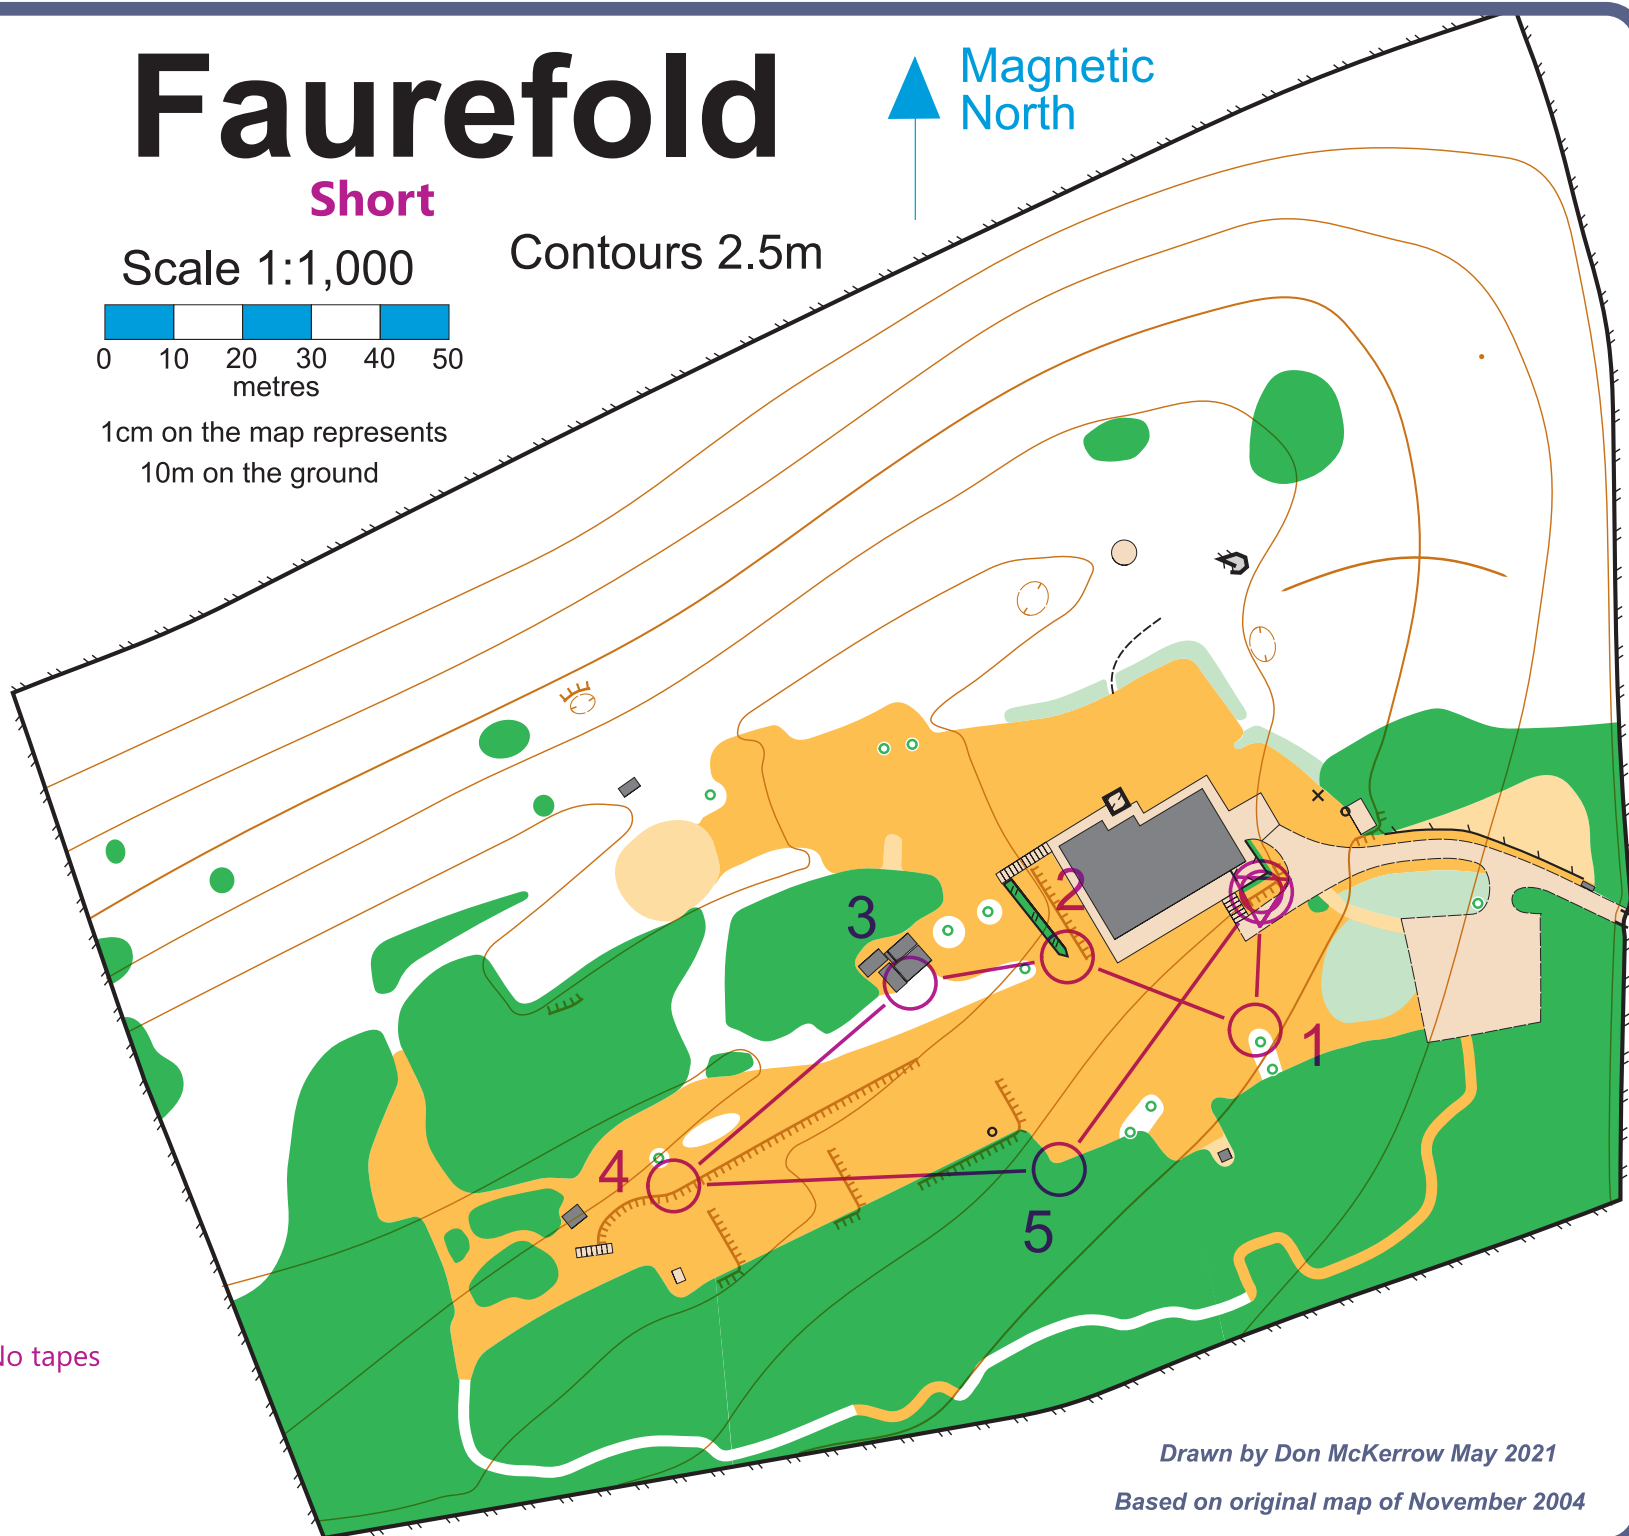 Faurefold
Short
Magnetic
North
Scale 1:1,000
Contours 2.5m
0 10 20 30 40 50
metres
1cm on the map represents
10m on the ground
2
3
1
4
5
No tapes
Drawn by Don McKerrow May 2021
Based on original map of November 2004